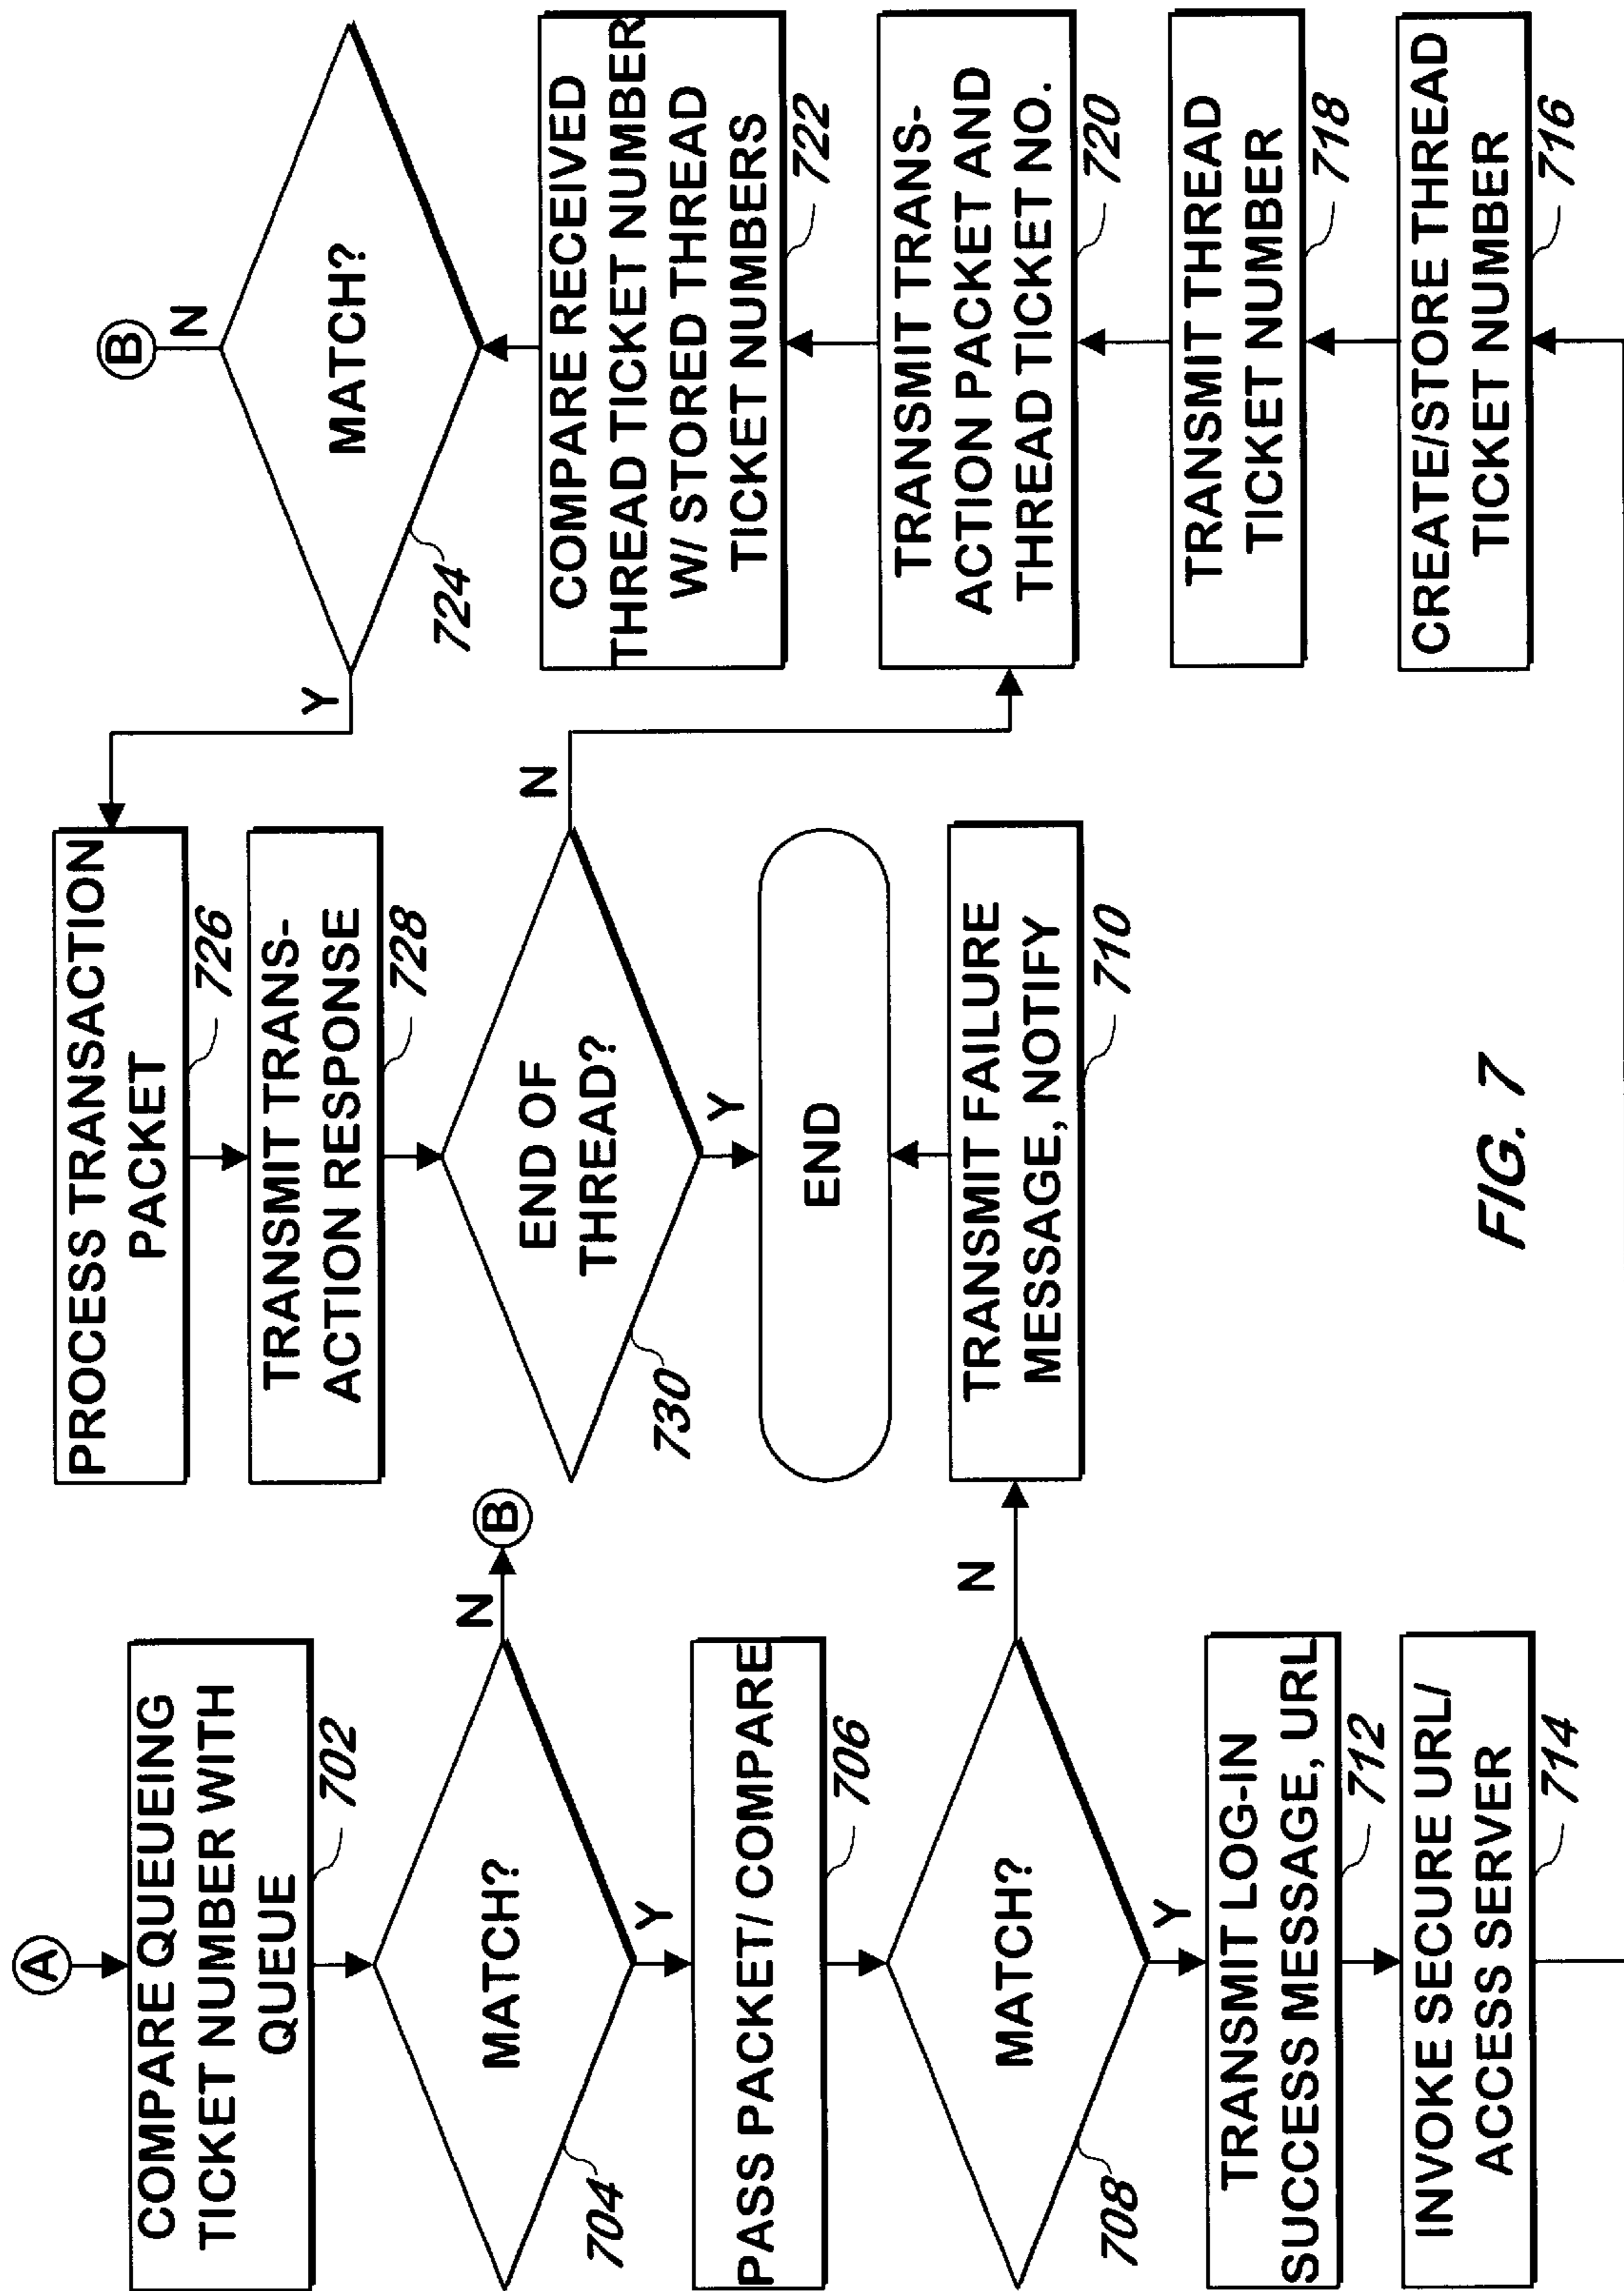 A
COMPARE QUEUEING
TICKET NUMBER WITH
QUEUE
702
MATCH?
704
N
B
Y
PASS PACKET/ COMPARE
706
MATCH?
708
N
Y
TRANSMIT LOG-IN
SUCCESS MESSAGE, URL
712
INVOKE SECURE URL/
ACCESS SERVER
714
PROCESS TRANSACTION
PACKET
726
TRANSMIT TRANS-
ACTION RESPONSE
728
END OF
THREAD?
730
N
Y
END
TRANSMIT FAILURE
MESSAGE, NOTIFY
710
B
N
MATCH?
724
Y
COMPARE RECEIVED
THREAD TICKET NUMBER
W/ STORED THREAD
TICKET NUMBERS
722
TRANSMIT TRANS-
ACTION PACKET AND
THREAD TICKET NO.
720
TRANSMIT THREAD
TICKET NUMBER
718
CREATE/STORE THREAD
TICKET NUMBER
716
FIG. 7